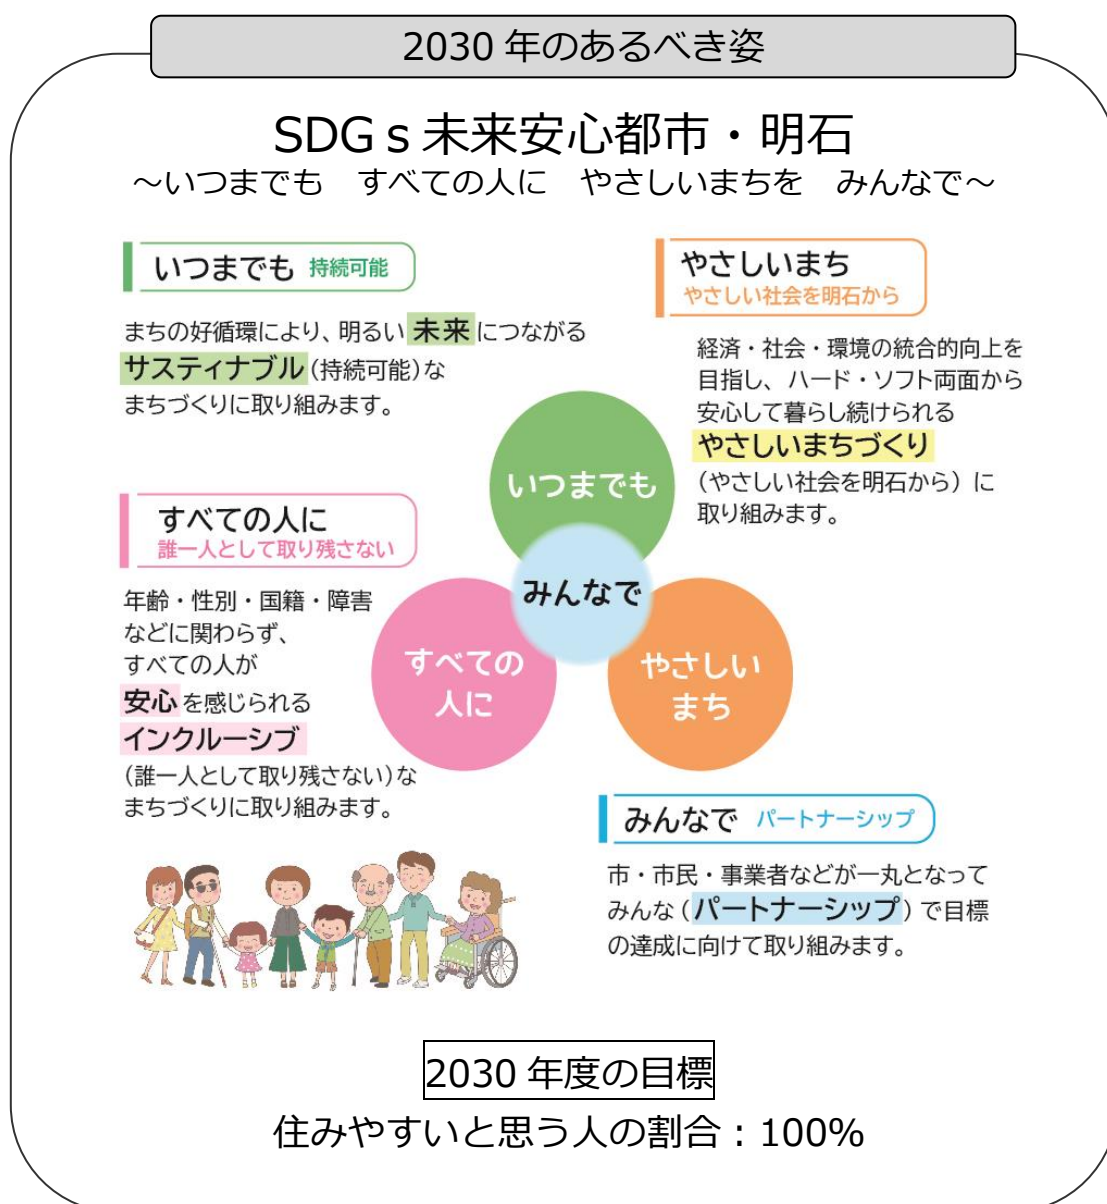 2030 年のあるべき姿
SDGｓ未来安心都市・明石
～いつまでも　すべての人に　やさしいまちを　みんなで～
いつまでも 持続可能
まちの好循環により、明るい 未来 につながる
サスティナブル (持続可能)な
まちづくりに取り組みます。
やさしいまち
やさしい社会を明石から
経済・社会・環境の統合的向上を
目指し、ハード・ソフト両面から
安心して暮らし続けられる
やさしいまちづくり
(やさしい社会を明石から) に
取り組みます。
すべての人に
誰一人として取り残さない
年齢・性別・国籍・障害
などに関わらず、
すべての人が
安心 を感じられる
インクルーシブ
(誰一人として取り残さない)な
まちづくりに取り組みます。
いつまでも
みんなで
すべての
人に
やさしい
まち
みんなで パートナーシップ
市・市民・事業者などが一丸となって
みんな (パートナーシップ) で目標
の達成に向けて取り組みます。
2030 年度の目標
住みやすいと思う人の割合：100%